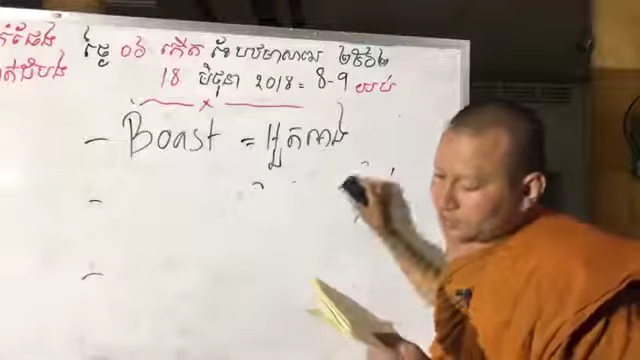 ថ្ងៃ ០៦ កើត ខែបឋមាសាឍ ២៥៦២
18 មិថុនា 2018 = 8-9 យប់
- Boast = អួតអាង
-
-